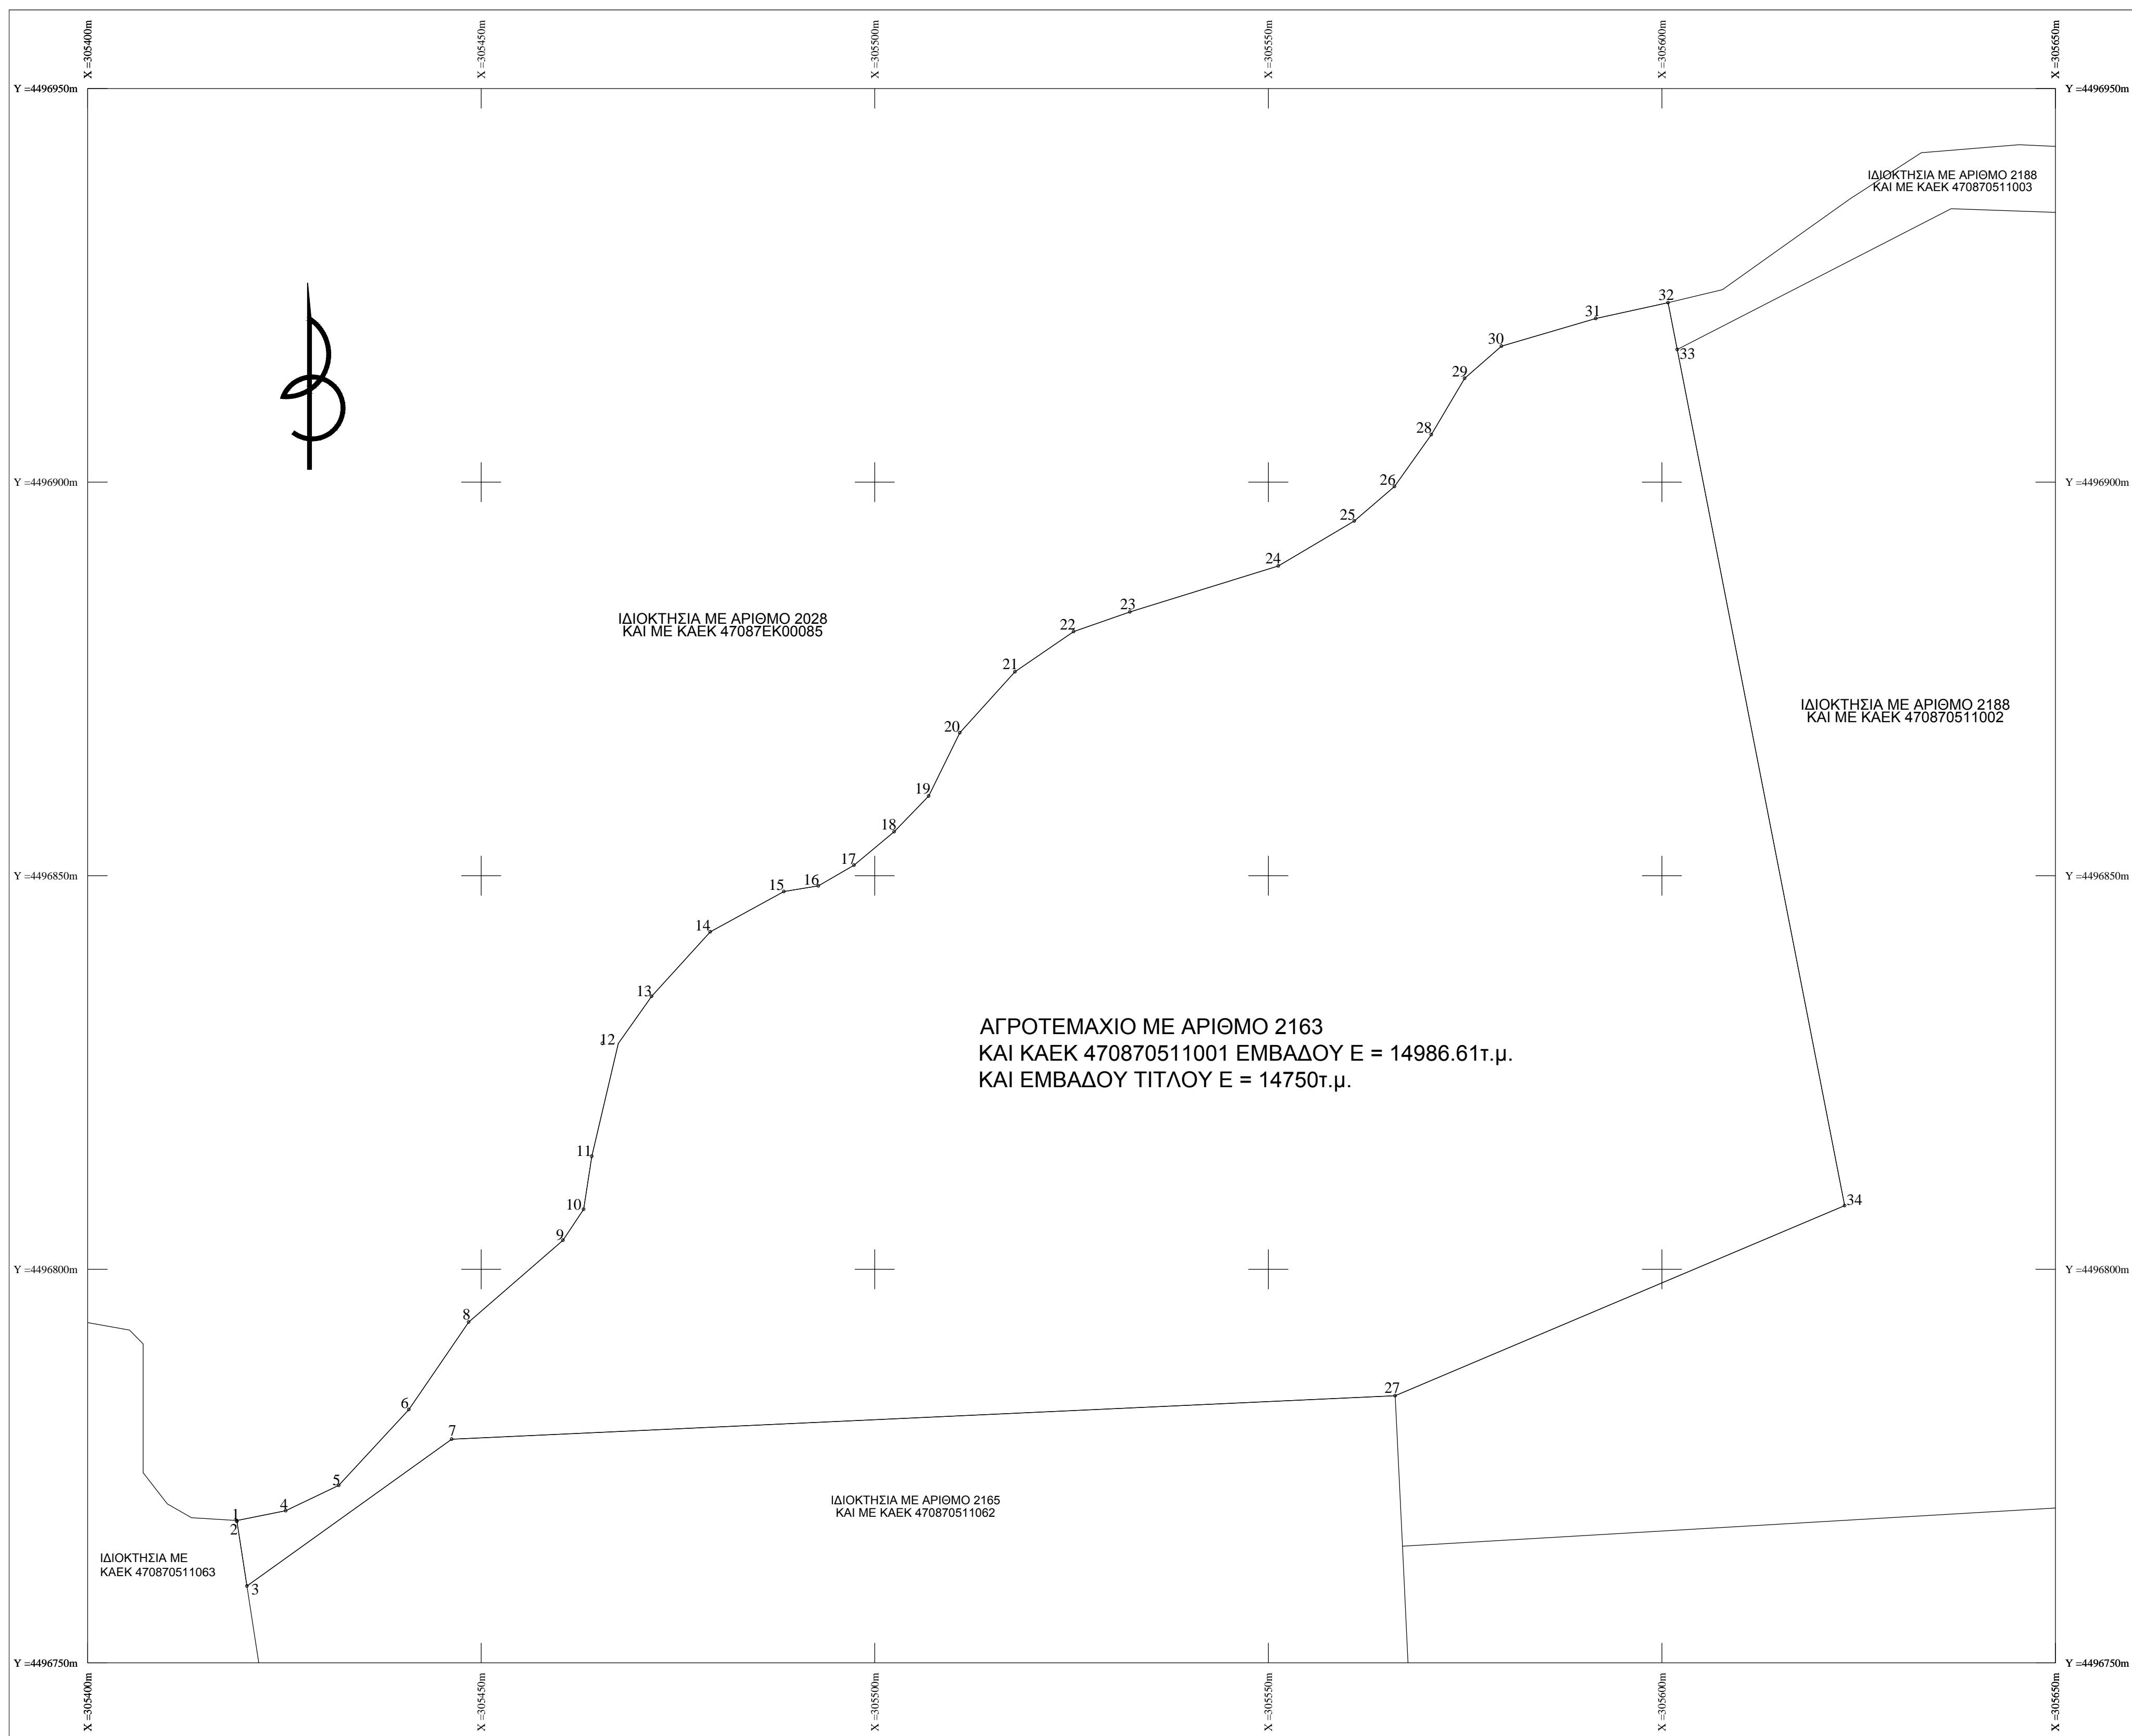 X =305400m
X =305450m
X =305500m
X =305550m
X =305600m
X =305650m
Y =4496950m
Y =4496950m
ΙΔΙΟΚΤΗΣΙΑ ΜΕ ΑΡΙΘΜΟ 2188
ΚΑΙ ΜΕ ΚΑΕΚ 470870511003
32
31
30
33
29
28
Y =4496900m
26
Y =4496900m
25
24
23
22
ΙΔΙΟΚΤΗΣΙΑ ΜΕ ΑΡΙΘΜΟ 2028
ΚΑΙ ΜΕ ΚΑΕΚ 47087ΕΚ00085
21
ΙΔΙΟΚΤΗΣΙΑ ΜΕ ΑΡΙΘΜΟ 2188
ΚΑΙ ΜΕ ΚΑΕΚ 470870511002
20
19
18
17
Y =4496850m
16
15
Y =4496850m
14
13
12
ΑΓΡΟΤΕΜΑΧΙΟ ΜΕ ΑΡΙΘΜΟ 2163
ΚΑΙ ΚΑΕΚ 470870511001 ΕΜΒΑΔΟΥ Ε = 14986.61τ.μ.
ΚΑΙ ΕΜΒΑΔΟΥ ΤΙΤΛΟΥ Ε = 14750τ.μ.
11
10
34
9
Y =4496800m
Y =4496800m
8
27
6
7
5
4
1
2
ΙΔΙΟΚΤΗΣΙΑ ΜΕ ΑΡΙΘΜΟ 2165
ΚΑΙ ΜΕ ΚΑΕΚ 470870511062
ΙΔΙΟΚΤΗΣΙΑ ΜΕ
ΚΑΕΚ 470870511063
3
Y =4496750m
Y =4496750m
X =305400m
X =305450m
X =305500m
X =305550m
X =305600m
X =305650m